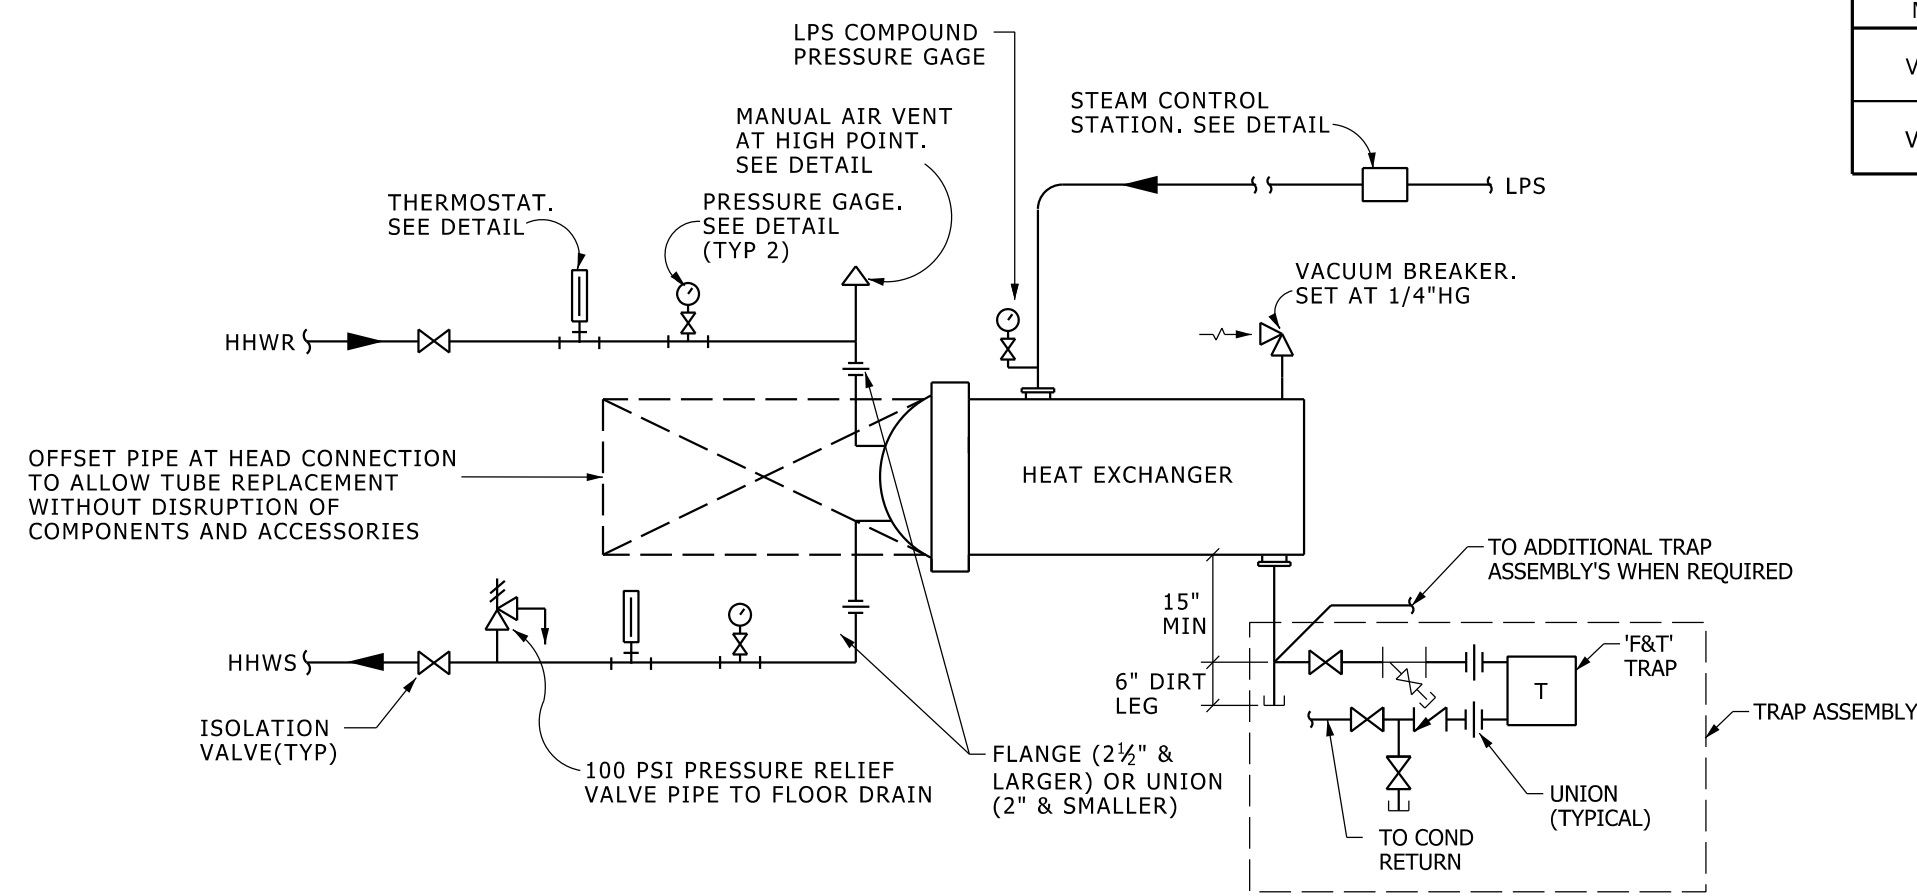 LPS COMPOUND
PRESSURE GAGE
MANUAL AIR VENT
AT HIGH POINT.
SEE DETAIL
STEAM CONTROL
STATION. SEE DETAIL
LPS
THERMOSTAT.
SEE DETAIL
PRESSURE GAGE.
SEE DETAIL
(TYP 2)
VACUUM BREAKER.
SET AT 1/4"HG
HHWR
OFFSET PIPE AT HEAD CONNECTION
TO ALLOW TUBE REPLACEMENT
WITHOUT DISRUPTION OF
COMPONENTS AND ACCESSORIES
HEAT EXCHANGER
TO ADDITIONAL TRAP
ASSEMBLY'S WHEN REQUIRED
15"
MIN
'F&T'
TRAP
HHWS
6" DIRT
LEG
T
TRAP ASSEMBLY
ISOLATION
VALVE(TYP)
100 PSI PRESSURE RELIEF
VALVE PIPE TO FLOOR DRAIN
FLANGE (2½" &
LARGER) OR UNION
(2" & SMALLER)
UNION
(TYPICAL)
TO COND
RETURN